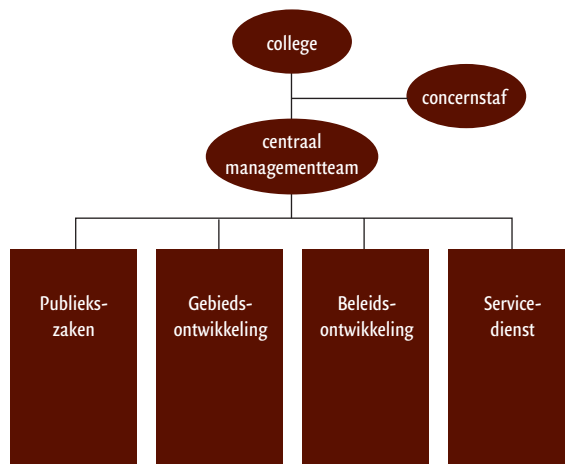 college
concernstaf
centraal
managementteam
Publieks-
zaken
Gebieds-
ontwikkeling
Beleids-
ontwikkeling
Service-
dienst